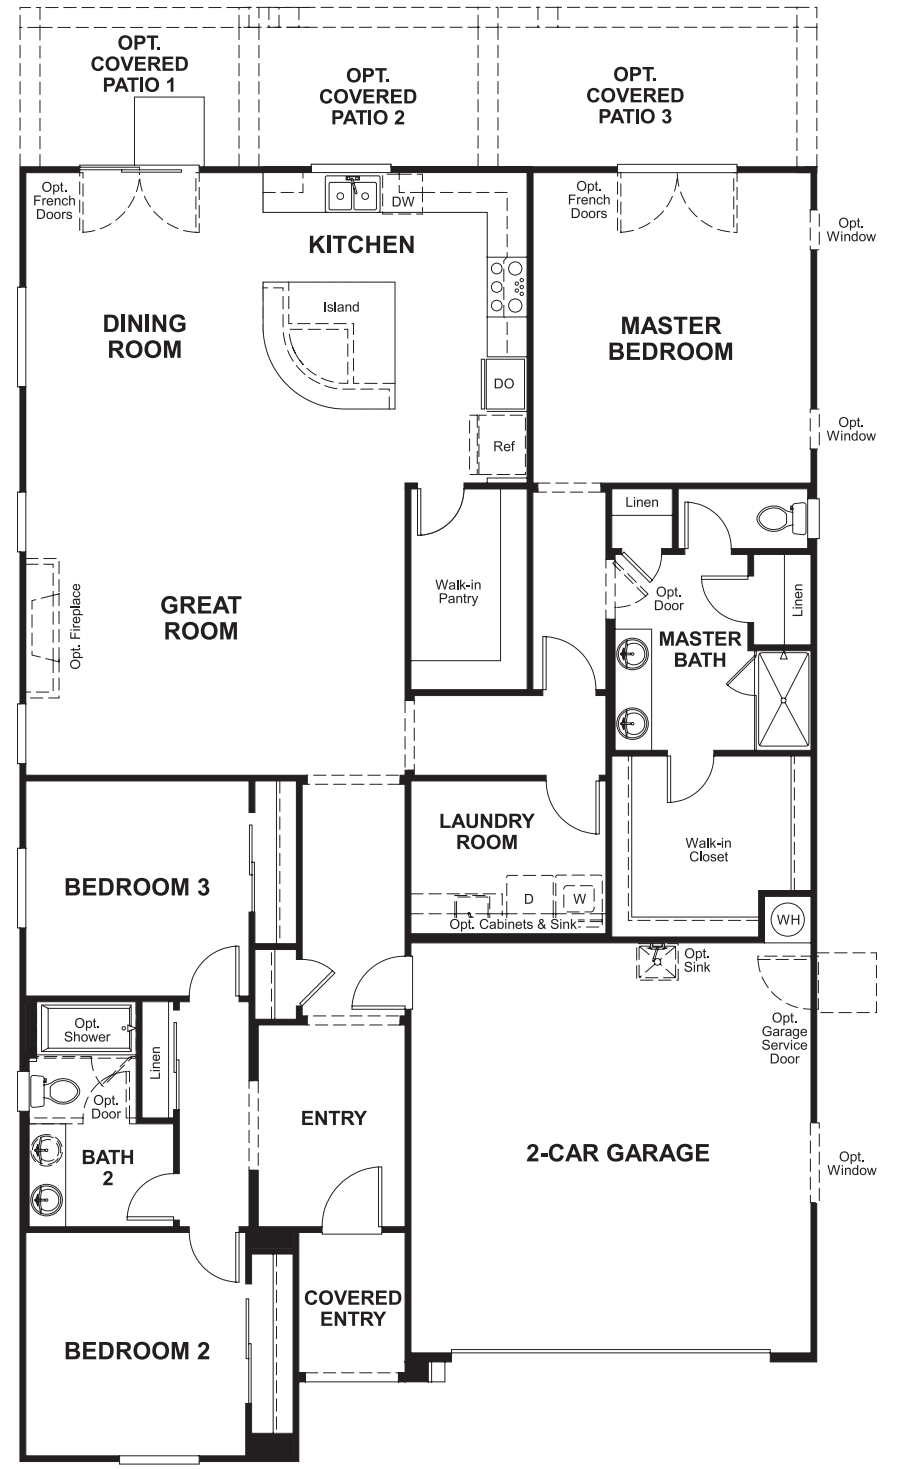 OPT.
COVERED
PATIO 1
OPT.
COVERED
PATIO 2
OPT.
COVERED
PATIO 3
Opt.
French
Doors
DW
Opt.
French
Doors
Opt.
Window
KITCHEN
Island
DINING
ROOM
MASTER
BEDROOM
DO
Ref
Opt.
Window
Linen
Walk-in
Pantry
Opt.
Door
Linen
Opt. Fireplace
GREAT
ROOM
MASTER
BATH
LAUNDRY
ROOM
Walk-in
Closet
BEDROOM 3
D
W
Opt. Cabinets & Sink
WH
Opt.
Sink
Opt.
Shower
Linen
Opt.
Garage
Service
Door
Opt.
Door
ENTRY
BATH
2
2-CAR GARAGE
Opt.
Window
COVERED
ENTRY
BEDROOM 2